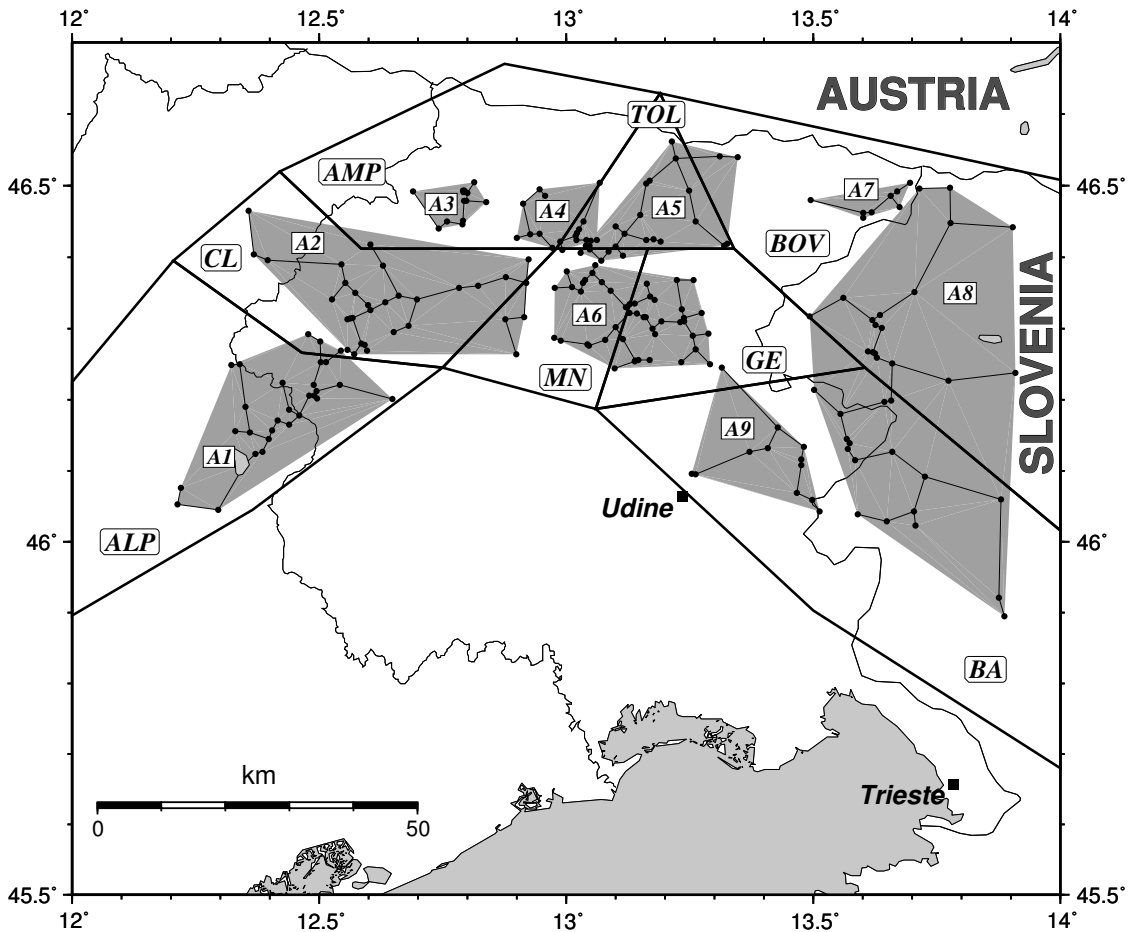 12° 12.5° 13° 13.5° 14°
AUSTRIA
TOL
AMP
46.5° 46.5°
A3 A4 A5 A7
A2 BOV
CL
SLOVENIA
A8
A6
GE
MN
A9
A1
Udine
ALP
46° 46°
BA
km
Trieste
0 50
45.5° 45.5°
12° 12.5° 13° 13.5° 14°